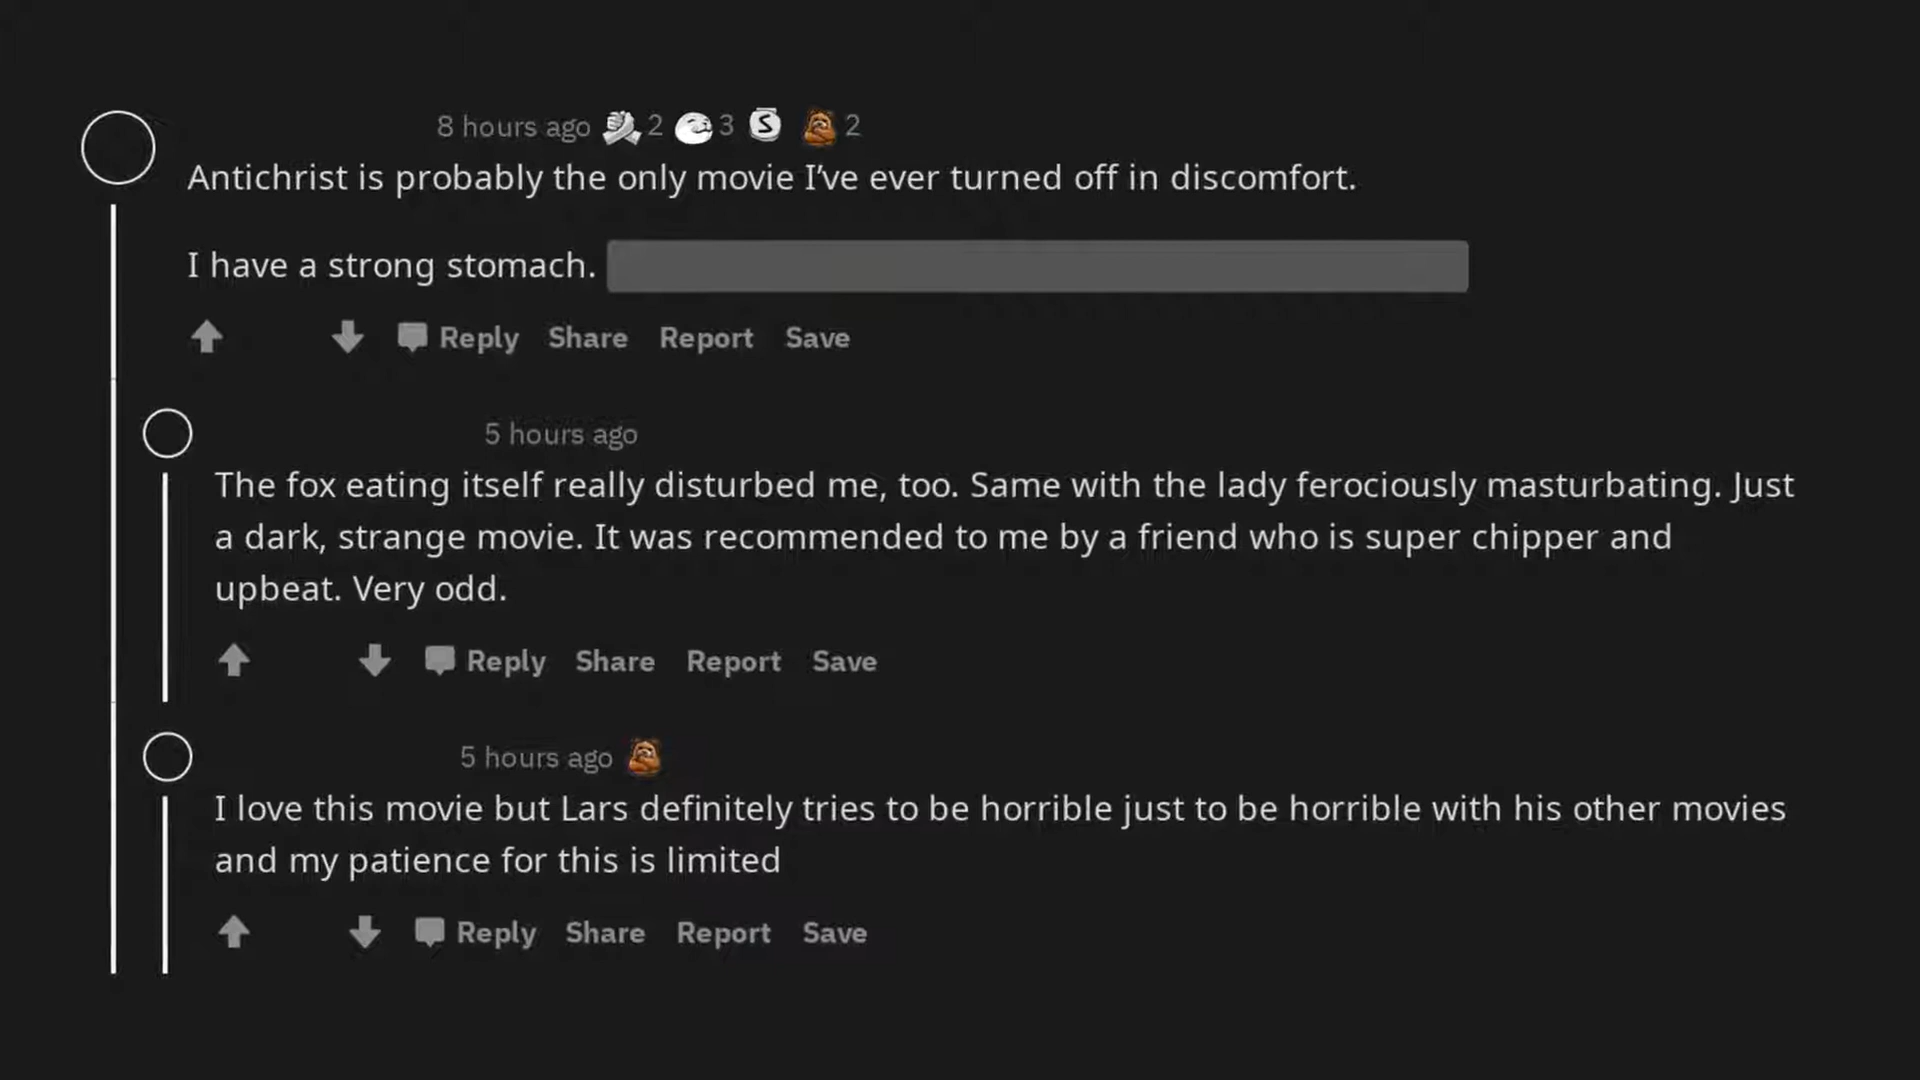 8 hours ago 2 3 S 2
Antichrist is probably the only movie I've ever turned off in discomfort.
I have a strong stomach.
Reply Share Report Save
5 hours ago
The fox eating itself really disturbed me, too. Same with the lady ferociously masturbating. Just
a dark, strange movie. It was recommended to me by a friend who is super chipper and
upbeat. Very odd.
Reply Share Report Save
5 hours ago
I love this movie but Lars definitely tries to be horrible just to be horrible with his other movies
and my patience for this is limited
Reply Share Report Save